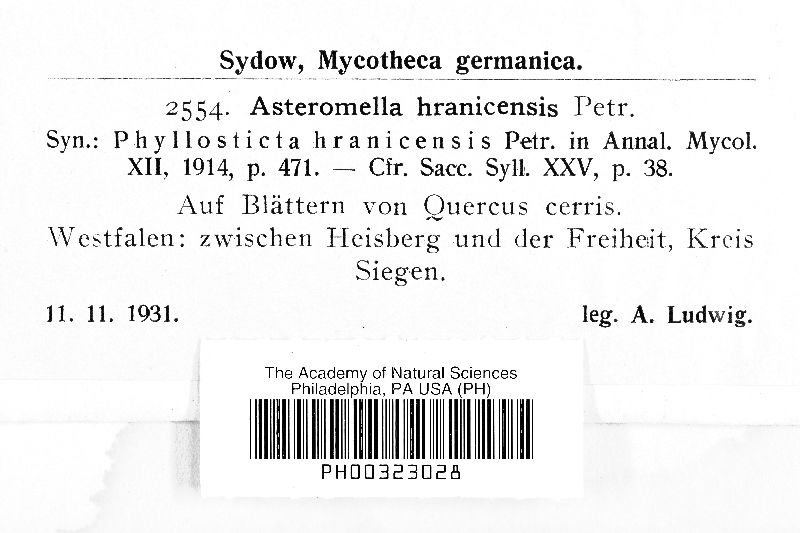 Sydow, Mycotheca germanica.
2554. Asteromella hranicensis Petr.
Syn.: Phyllosticta hranicensis Petr. in Annal. Mycol.
XII, 1914, p. 471. — Cfr. Sacc. Syll. XXV, p. 38.
Auf Blättern von Quercus cerris.
Westfalen: zwischen Heisberg und der Freiheit, Kreis
Siegen.
11. 11. 1931. leg. A. Ludwig.
The Academy of Natural Sciences
Philadelphia, PA USA (PH)
PH00323028